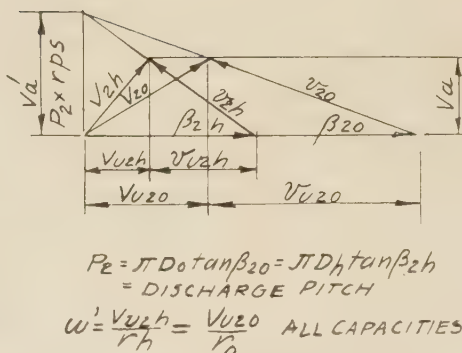 Va'
P2 × rps
V2h
V20
v2h
v20
Va
β2h
β20
Vu2h
vu2h
Vu20
vu20
P2 = πD0 tanβ20 = πDh tanβ2h
= DISCHARGE PITCH
ω' = Vu2h/rh = Vu20/r0 ALL CAPACITIES